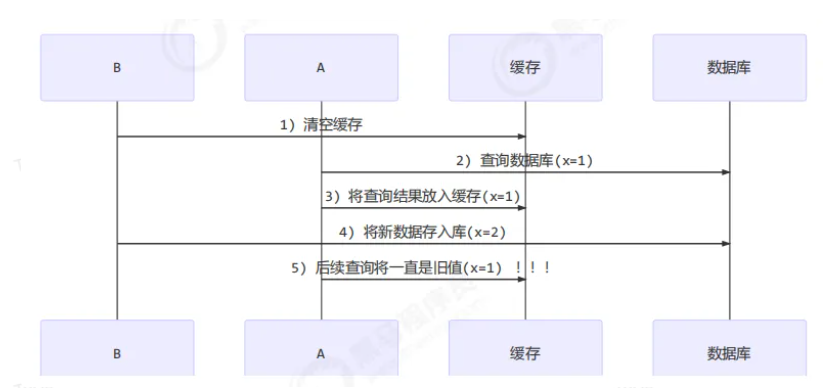 B
A
缓存
数据库
1) 清空缓存
2) 查询数据库(x=1)
3) 将查询结果放入缓存(x=1)
4) 将新数据存入库(x=2)
5) 后续查询将一直是旧值(x=1) !!!
B
A
缓存
数据库